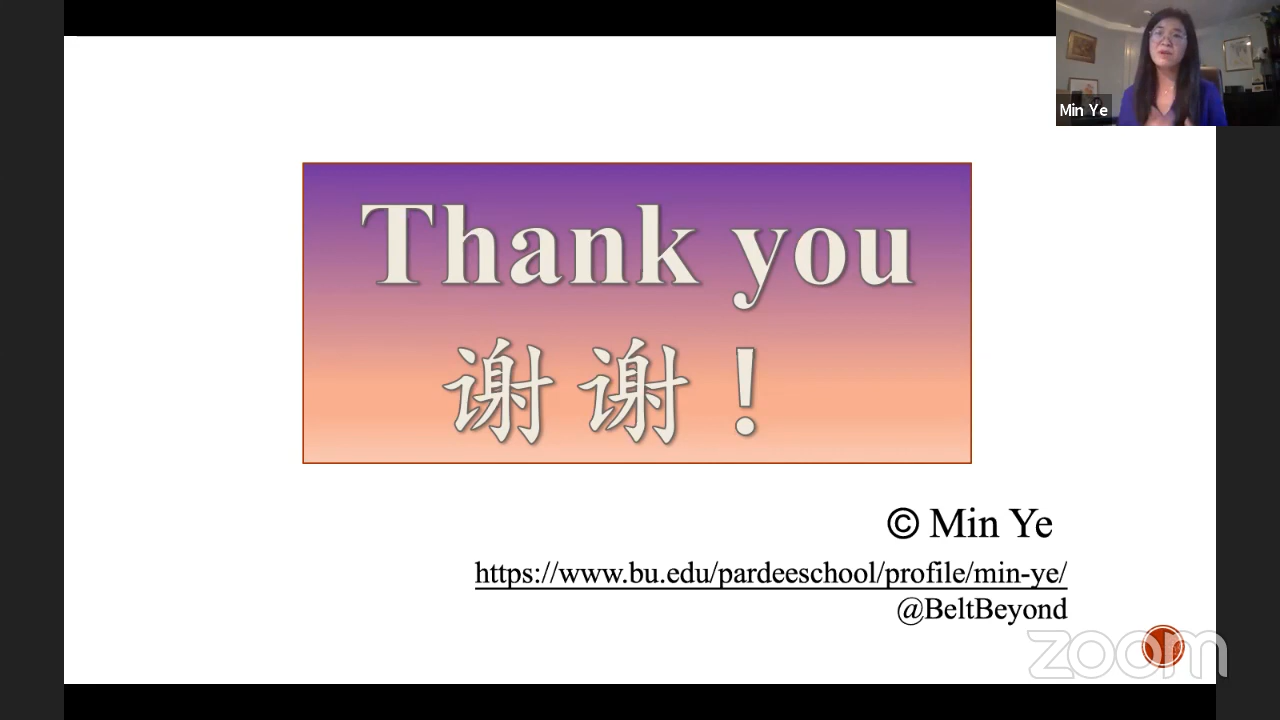 Min Ye
Thank you
谢谢！
© Min Ye
https://www.bu.edu/pardeeschool/profile/min-ye/
@BeltBeyond
zoom